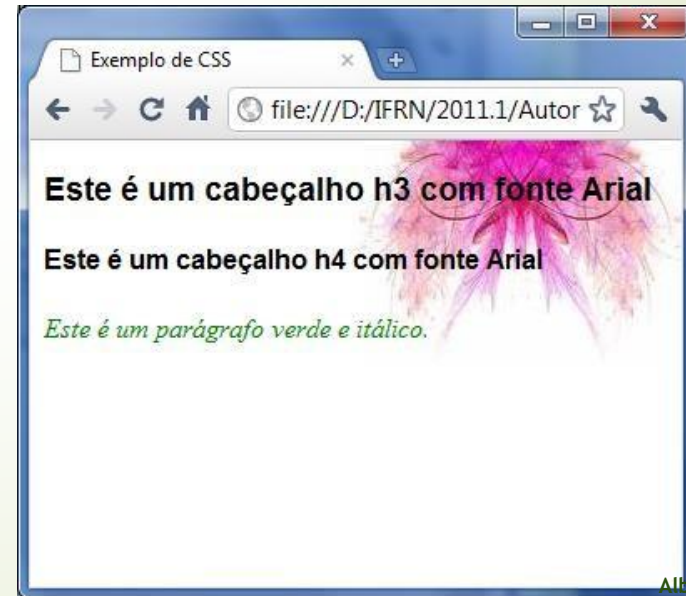 Exemplo de CSS
file:///D:/IFRN/2011.1/Autor
Este é um cabeçalho h3 com fonte Arial
Este é um cabeçalho h4 com fonte Arial
Este é um parágrafo verde e itálico.